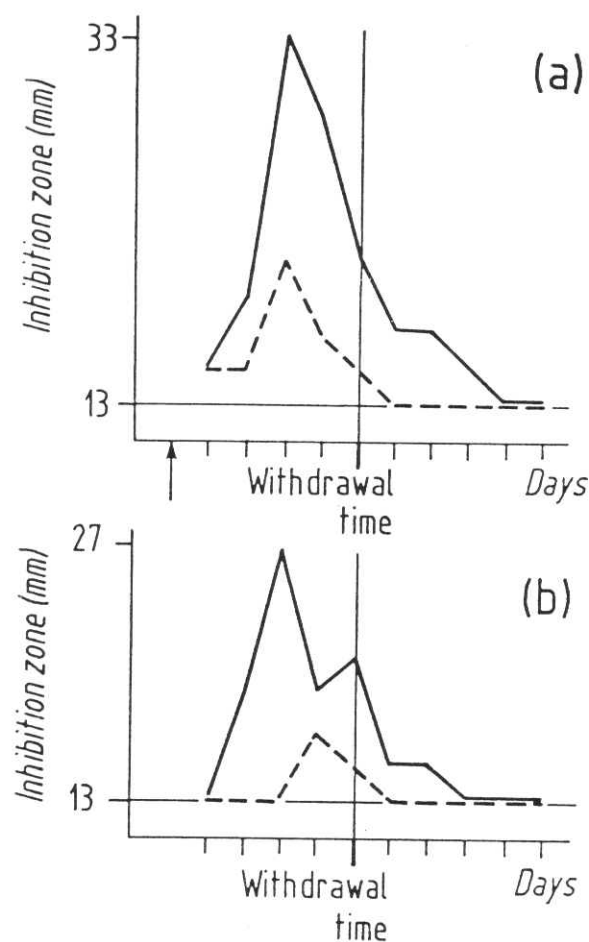 33
(a)
Inhibition zone (mm)
13
Withdrawal
time
Days
27
(b)
Inhibition zone (mm)
13
Withdrawal
time
Days